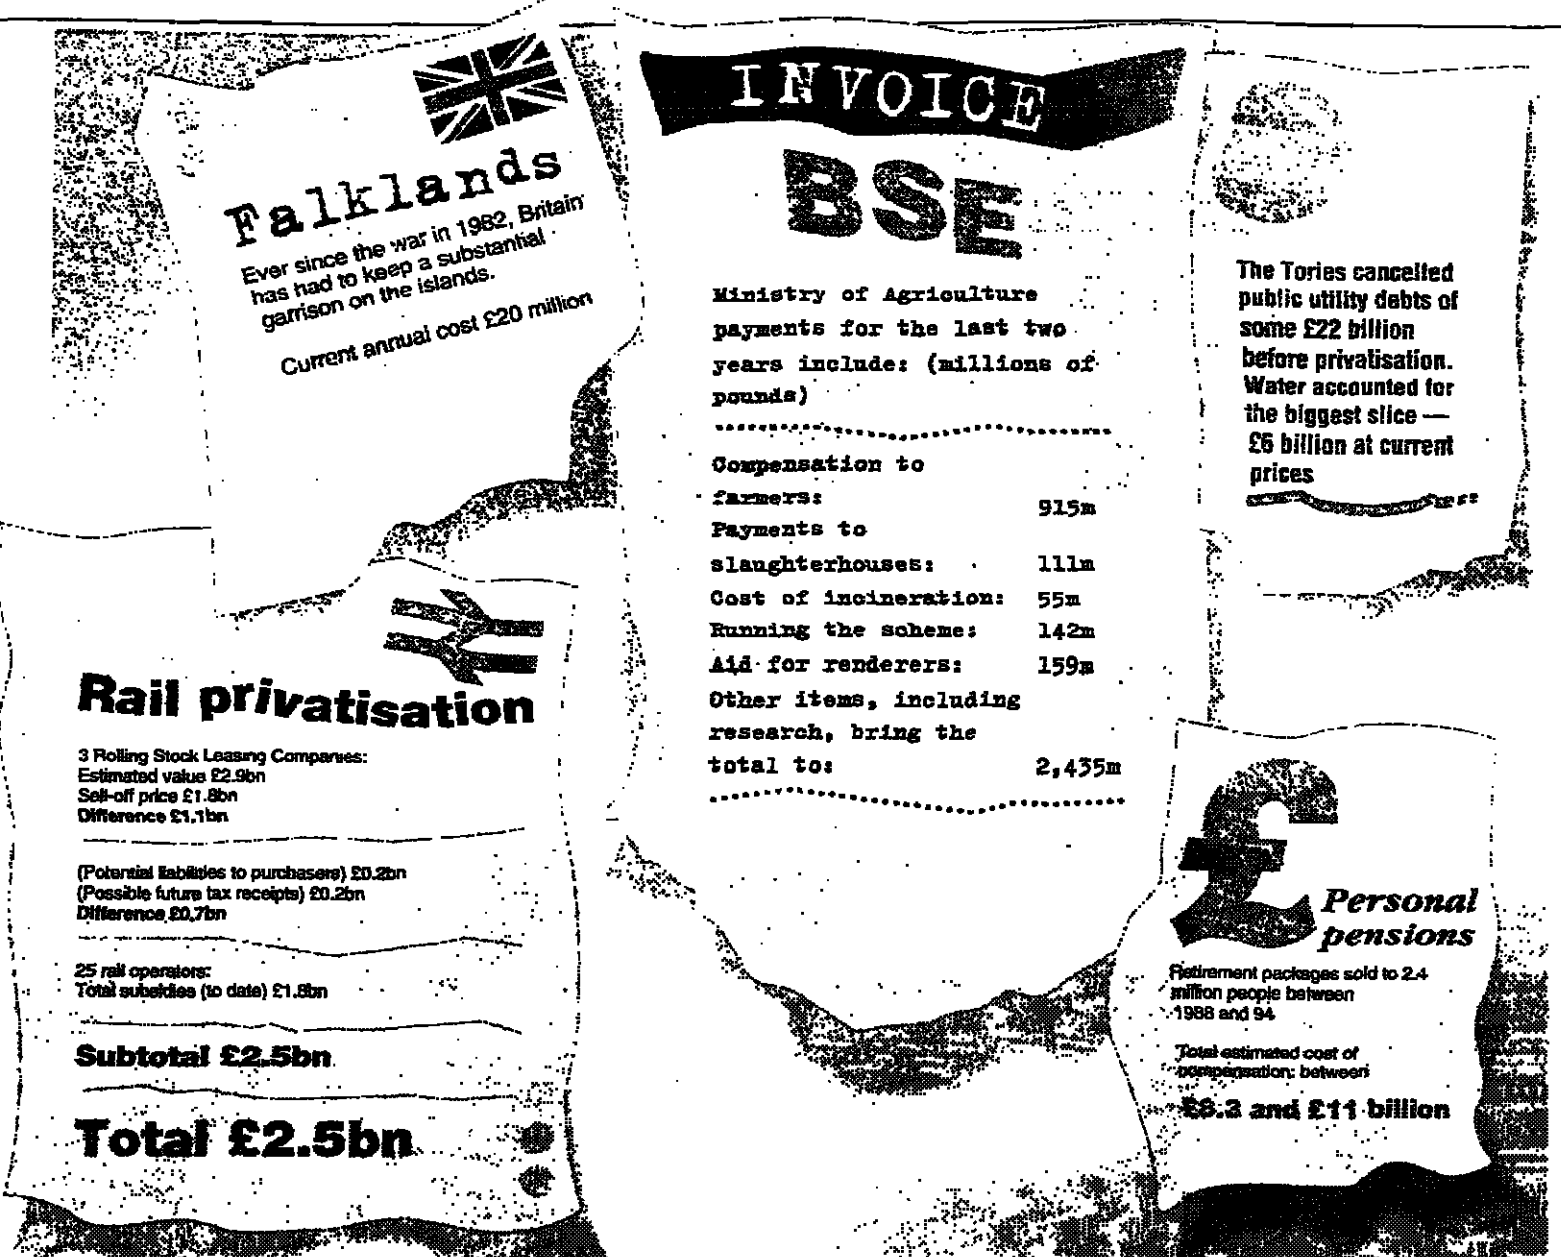 Falklands
Ever since the war in 1982, Britain
has had to keep a substantial
garrison on the islands.
Current annual cost £20 million
INVOICE
BSE
Ministry of Agriculture
payments for the last two
years include: (millions of
pounds)
Compensation to
farmers: 915m
Payments to
slaughterhouses: 111m
Cost of incineration: 55m
Running the scheme: 142m
Aid for renderers: 159m
Other items, including
research, bring the
total to: 2,435m
The Tories cancelled
public utility debts of
some £22 billion
before privatisation.
Water accounted for
the biggest slice —
£6 billion at current
prices
Rail privatisation
3 Rolling Stock Leasing Companies:
Estimated value £2.9bn
Sell-off price £1.8bn
Difference £1.1bn
(Potential liabilities to purchasers) £0.2bn
(Possible future tax receipts) £0.2bn
Difference £0.7bn
25 rail operators:
Total subsidies (to date) £1.8bn
Subtotal £2.5bn
Total £2.5bn
£
Personal
pensions
Retirement packages sold to 2.4
million people between
1988 and 94
Total estimated cost of
compensation: between
£8.3 and £11 billion